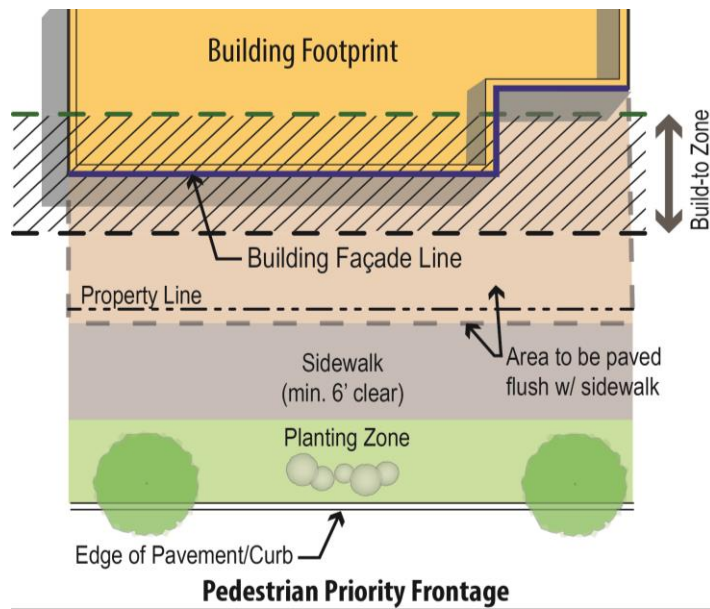 Building Footprint
Build-to Zone
Building Façade Line
Property Line
Area to be paved
flush w/ sidewalk
Sidewalk
(min. 6’ clear)
Planting Zone
Edge of Pavement/Curb
Pedestrian Priority Frontage